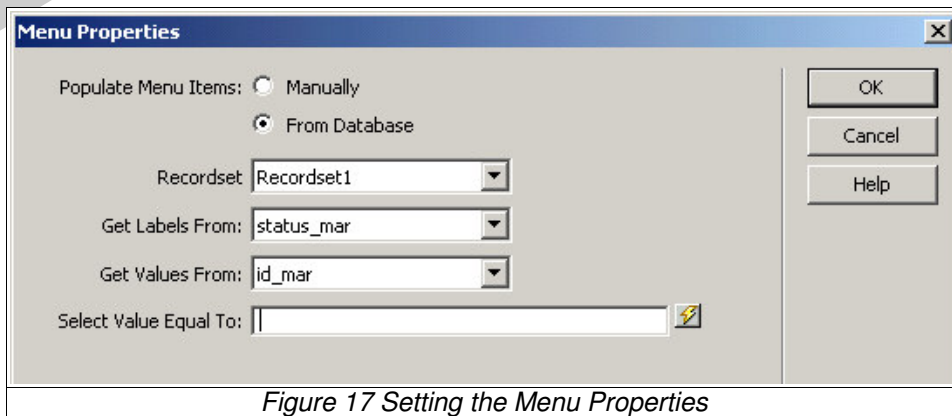 Menu Properties
Populate Menu Items: Manually
From Database
OK
Cancel
Help
Recordset Recordset1
Get Labels From: status_mar
Get Values From: id_mar
Select Value Equal To:
Figure 17 Setting the Menu Properties